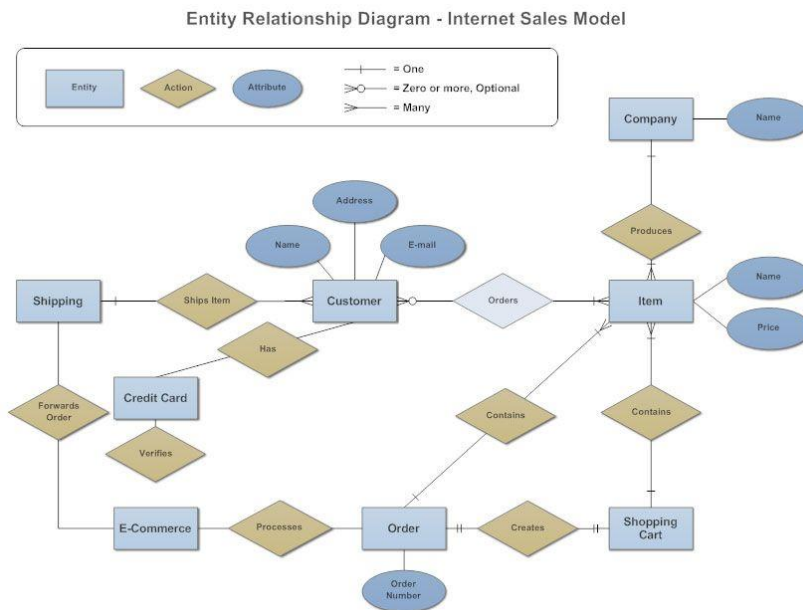 Entity Relationship Diagram - Internet Sales Model
Entity
Action
Attribute
= One
= Zero or more, Optional
= Many
Company
Name
Produces
Address
Name
E-mail
Shipping
Ships Item
Customer
Orders
Item
Name
Price
Has
Credit Card
Forwards
Order
Verifies
Contains
Contains
E-Commerce
Processes
Order
Creates
Shopping
Cart
Order
Number